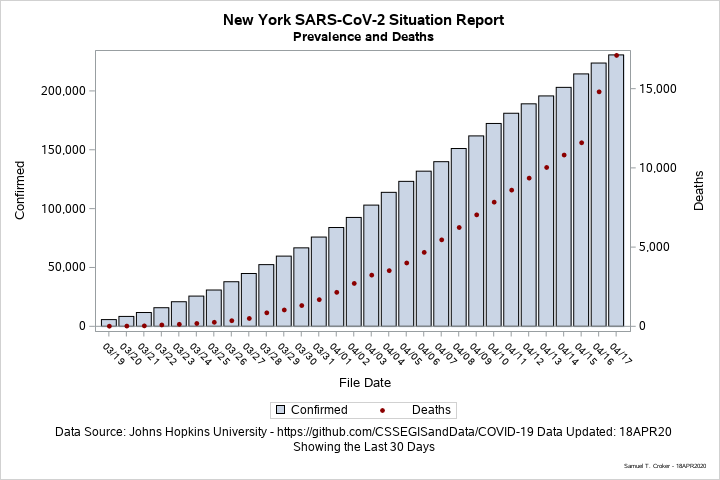 New York SARS-CoV-2 Situation Report
Prevalence and Deaths
Confirmed
200,000
150,000
100,000
50,000
0
Deaths
15,000
10,000
5,000
0
03/19 03/20 03/21 03/22 03/23 03/24 03/25 03/26 03/27 03/28 03/29 03/30 03/31 04/01 04/02 04/03 04/04 04/05 04/06 04/07 04/08 04/09 04/10 04/11 04/12 04/13 04/14 04/15 04/16 04/17
File Date
Confirmed Deaths
Data Source: Johns Hopkins University - https://github.com/CSSEGISandData/COVID-19 Data Updated: 18APR20
Showing the Last 30 Days
Samuel T. Croker - 18APR2020